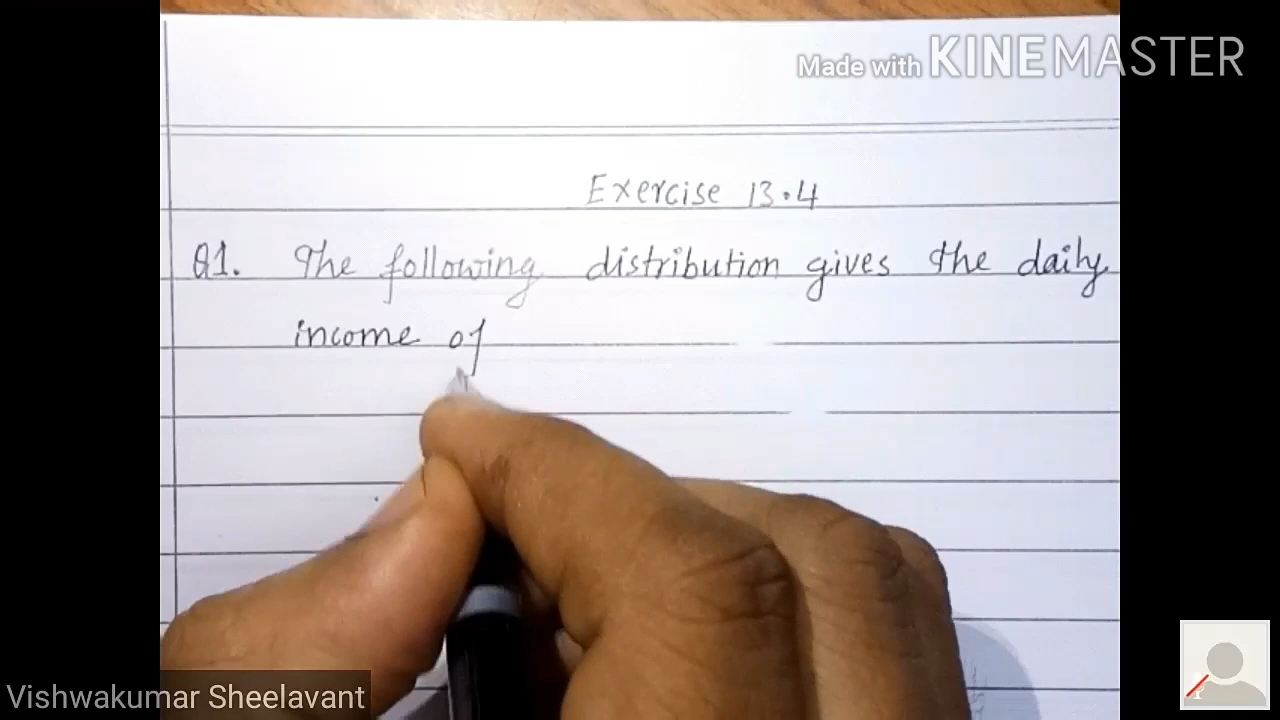 Made with KINEMASTER
Exercise 13.4
Q1. The following distribution gives the daily
income of
Vishwakumar Sheelavant